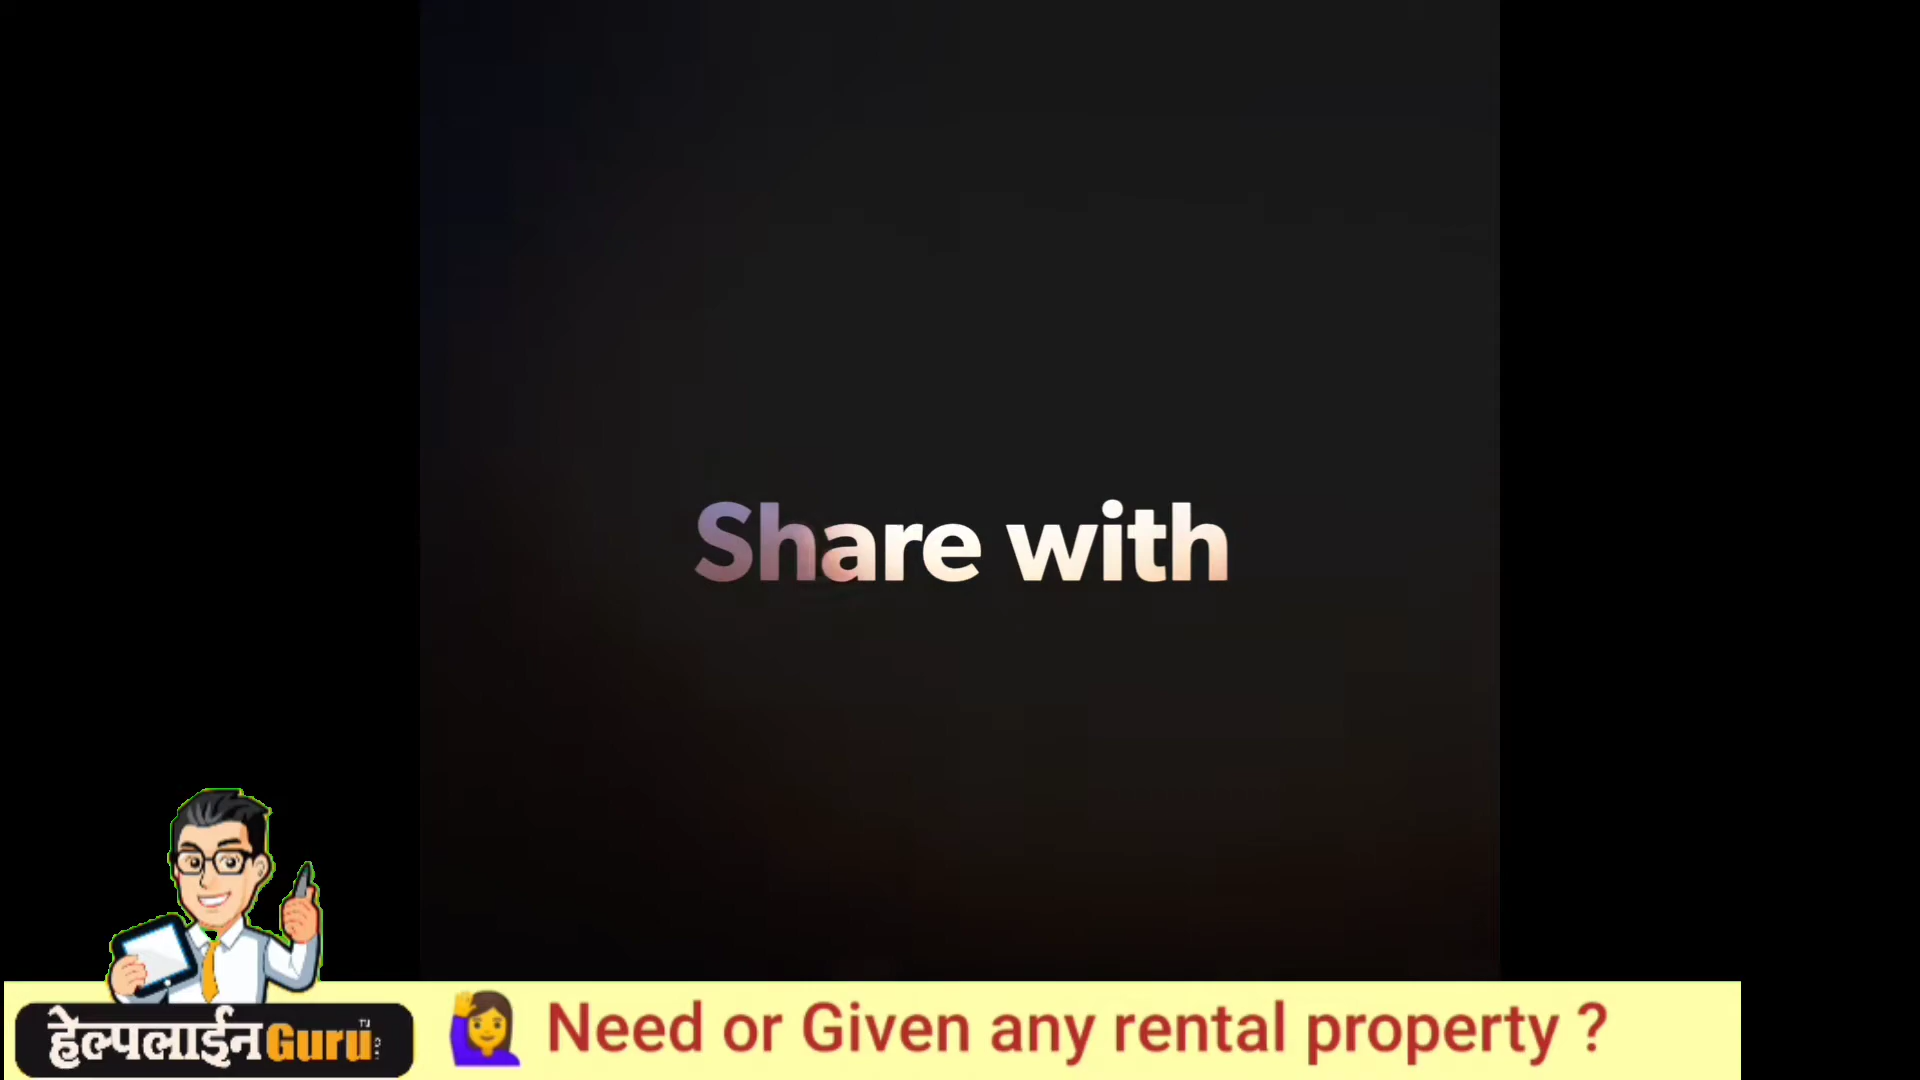 Share with
हेल्पलाईनGuru
Need or Given any rental property ?